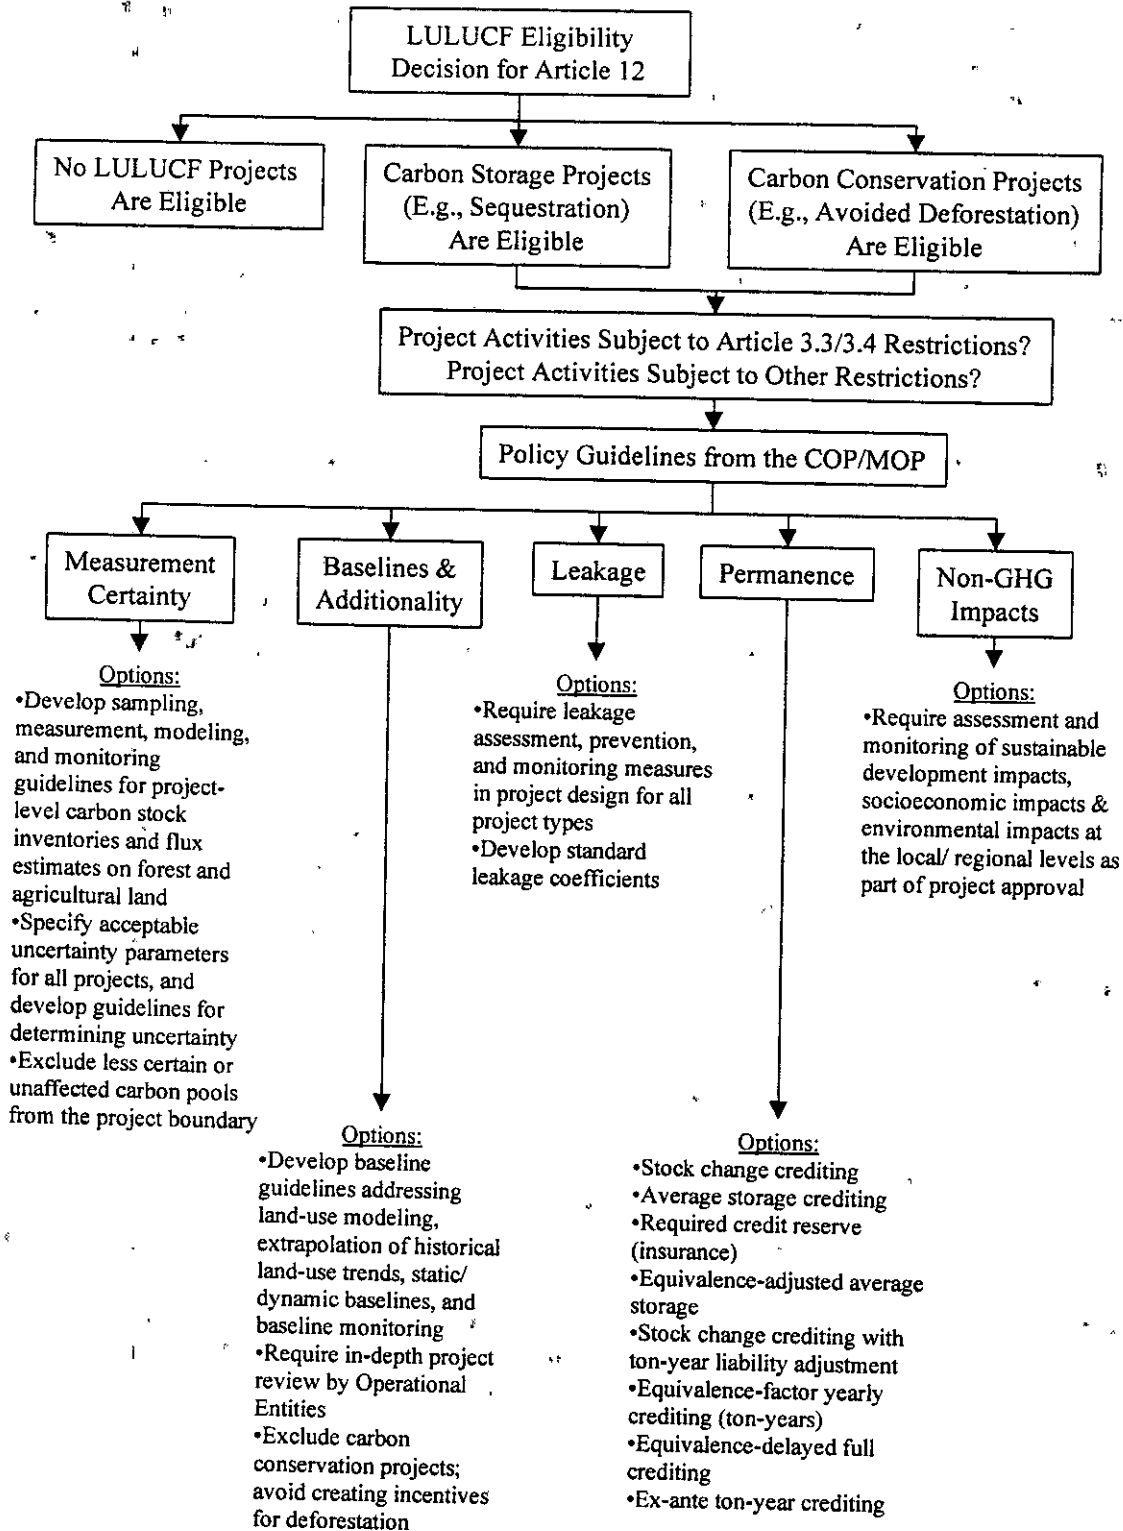 LULUCF Eligibility
Decision for Article 12
No LULUCF Projects
Are Eligible
Carbon Storage Projects
(E.g., Sequestration)
Are Eligible
Carbon Conservation Projects
(E.g., Avoided Deforestation)
Are Eligible
Project Activities Subject to Article 3.3/3.4 Restrictions?
Project Activities Subject to Other Restrictions?
Policy Guidelines from the COP/MOP
Measurement
Certainty
Baselines &
Additionality
Leakage
Permanence
Non-GHG
Impacts
Options:
•Develop sampling,
measurement, modeling,
and monitoring
guidelines for project-
level carbon stock
inventories and flux
estimates on forest and
agricultural land
•Specify acceptable
uncertainty parameters
for all projects, and
develop guidelines for
determining uncertainty
•Exclude less certain or
unaffected carbon pools
from the project boundary
Options:
•Develop baseline
guidelines addressing
land-use modeling,
extrapolation of historical
land-use trends, static/
dynamic baselines, and
baseline monitoring
•Require in-depth project
review by Operational
Entities
•Exclude carbon
conservation projects;
avoid creating incentives
for deforestation
Options:
•Require leakage
assessment, prevention,
and monitoring measures
in project design for all
project types
•Develop standard
leakage coefficients
Options:
•Stock change crediting
•Average storage crediting
•Required credit reserve
(insurance)
•Equivalence-adjusted average
storage
•Stock change crediting with
ton-year liability adjustment
•Equivalence-factor yearly
crediting (ton-years)
•Equivalence-delayed full
crediting
•Ex-ante ton-year crediting
Options:
•Require assessment and
monitoring of sustainable
development impacts,
socioeconomic impacts &
environmental impacts at
the local/ regional levels as
part of project approval